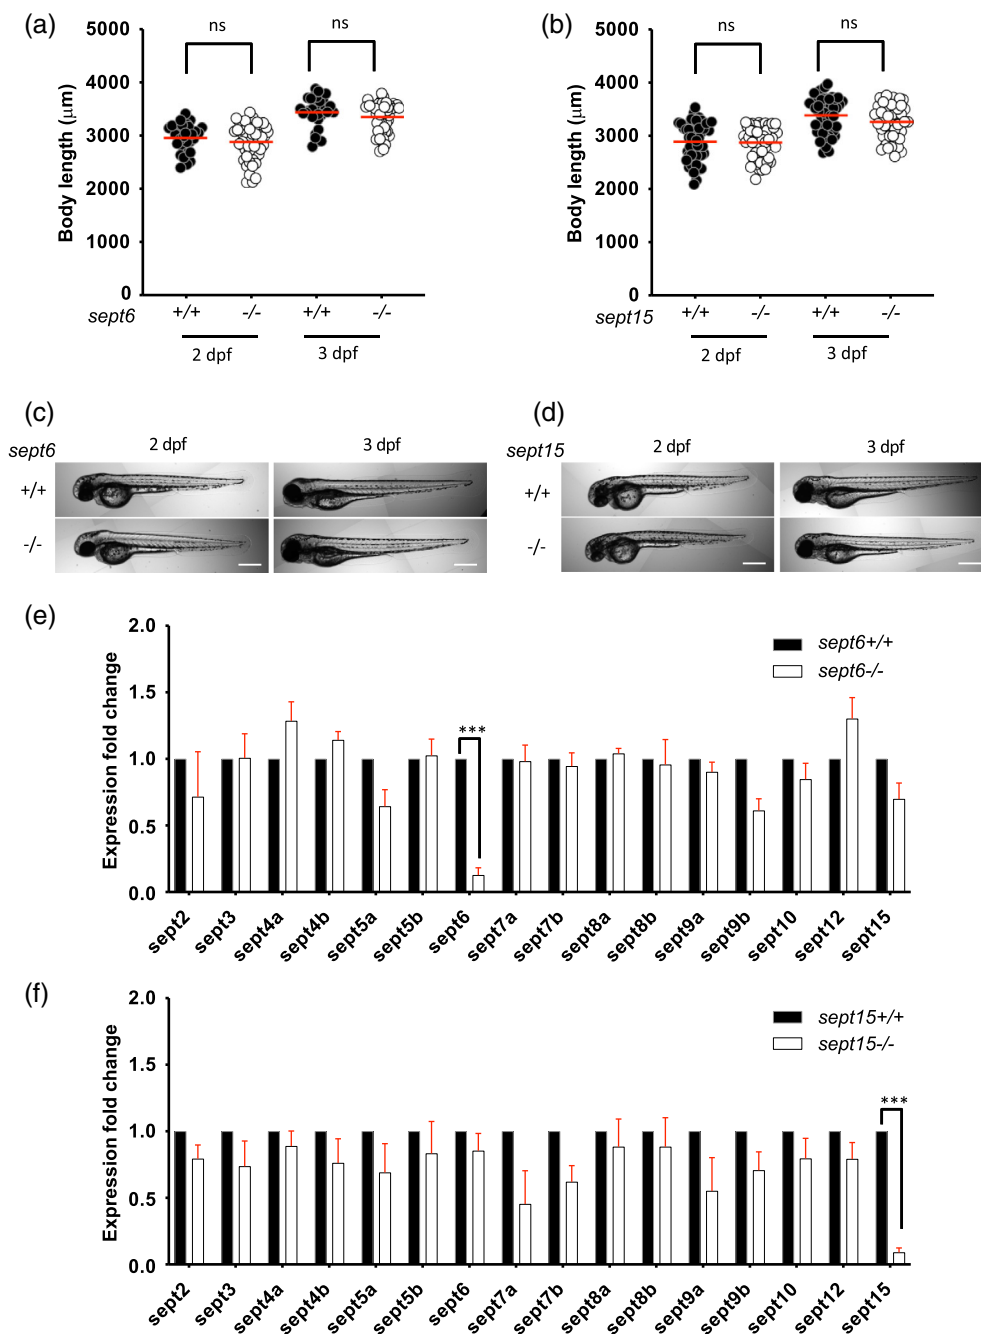 (a)
ns
ns
5000
4000
3000
2000
1000
0
Body length (μm)
sept6
+/+
-/-
+/+
-/-
2 dpf
3 dpf
(b)
ns
ns
5000
4000
3000
2000
1000
0
Body length (μm)
sept15
+/+
-/-
+/+
-/-
2 dpf
3 dpf
(c)
sept6
2 dpf
3 dpf
+/+
-/-
(d)
sept15
2 dpf
3 dpf
+/+
-/-
(e)
2.0
1.5
1.0
0.5
0.0
Expression fold change
sept6+/+
sept6-/-
***
sept2
sept3
sept4a
sept4b
sept5a
sept5b
sept6
sept7a
sept7b
sept8a
sept8b
sept9a
sept9b
sept10
sept12
sept15
(f)
2.0
1.5
1.0
0.5
0.0
Expression fold change
sept15+/+
sept15-/-
***
sept2
sept3
sept4a
sept4b
sept5a
sept5b
sept6
sept7a
sept7b
sept8a
sept8b
sept9a
sept9b
sept10
sept12
sept15